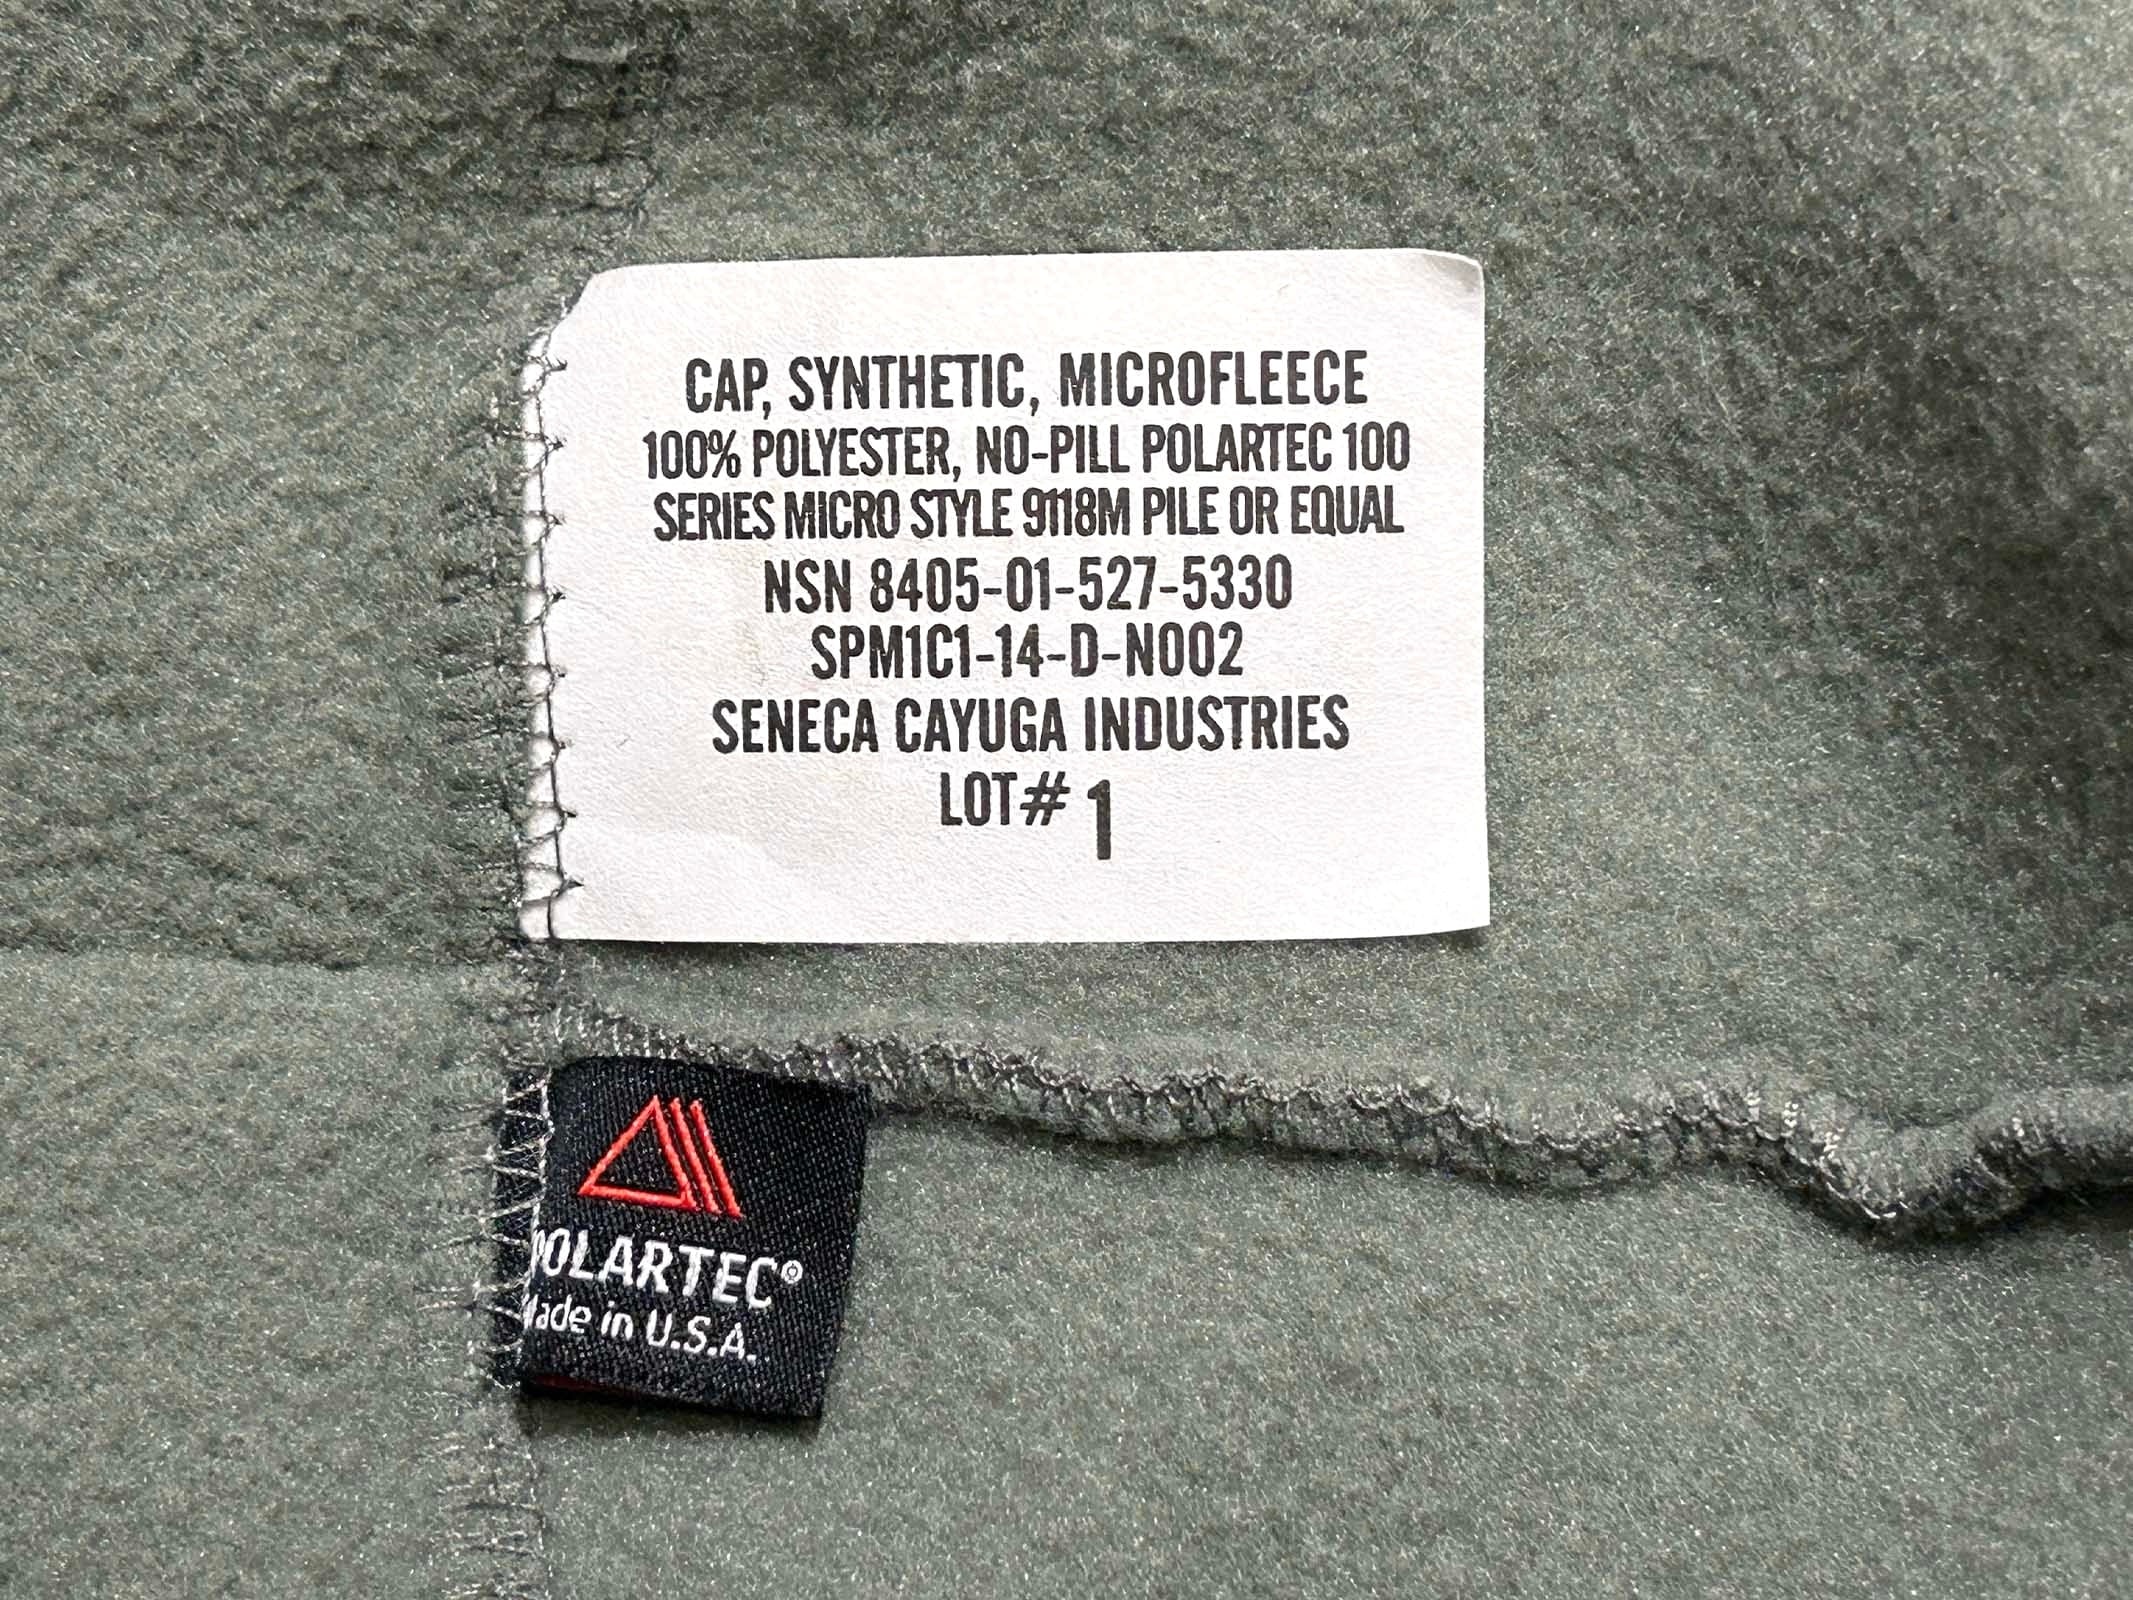 CAP, SYNTHETIC, MICROFLEECE
100% POLYESTER, NO-PILL POLARTEC 100
SERIES MICRO STYLE 9118M PILE OR EQUAL
NSN 8405-01-527-5330
SPM1C1-14-D-N002
SENECA CAYUGA INDUSTRIES
LOT# 1
POLARTEC®
Made in U.S.A.